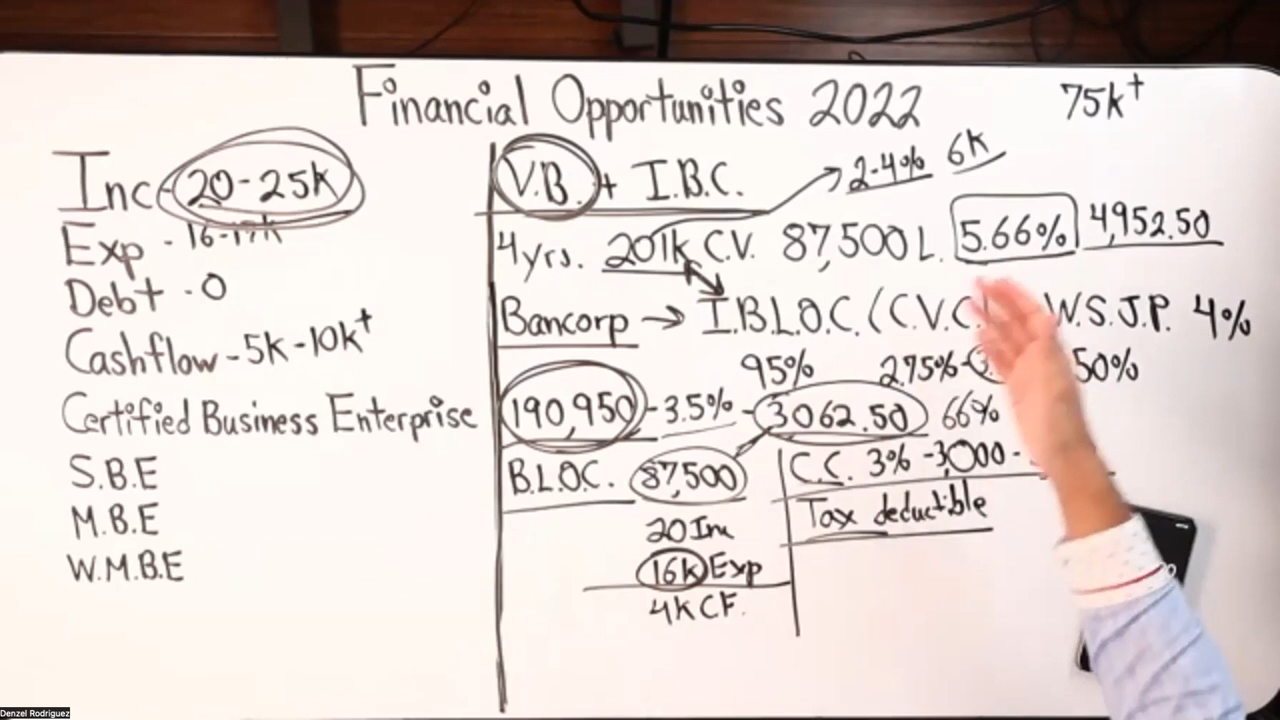 Financial Opportunities 2022
75k+
Inc - 20-25k
Exp - 16-17k
Debt - 0
Cashflow - 5k-10k+
Certified Business Enterprise
S.B.E
M.B.E
W.M.B.E
V.B. + I.B.C.
2-4% 6k
4yrs. 201k C.V. 87,500 L. 5.66% 4,952.50
Bancorp → I.B.L.O.C. (C.V.C. W.S.J.P. 4%
95% 2.75% - 50%
190,950 - 3.5% - 3062.50 66%
B.L.O.C. 87,500
C.C. 3% - 3,000 -
Tax deductible
20 Inc
16k Exp
4k CF.
Denzel Rodriguez